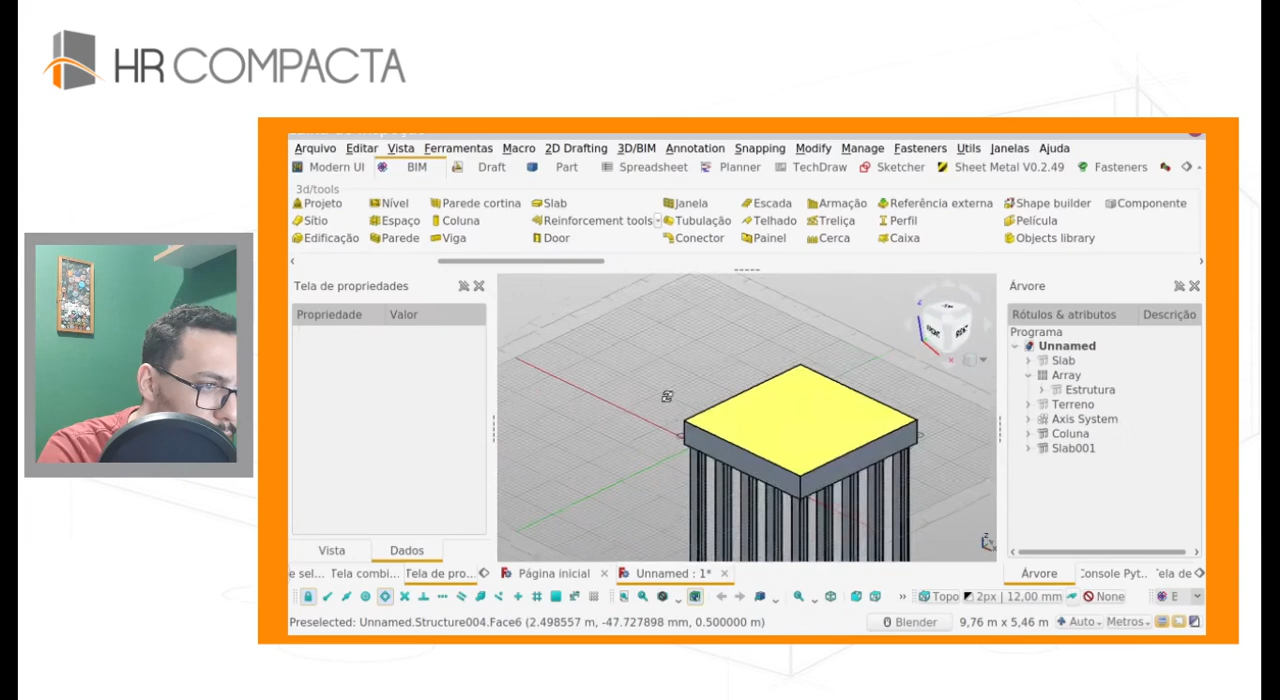 HR COMPACTA
Arquivo Editar Vista Ferramentas Macro 2D Drafting 3D/BIM Annotation Snapping Modify Manage Fasteners Utils Janelas Ajuda
Modern UI BIM Draft Part Spreadsheet Planner TechDraw Sketcher Sheet Metal V0.2.49 Fasteners
3d/tools
Projeto Nível Parede cortina Slab Janela Escada Armação Referência externa Shape builder Componente
Sítio Espaço Coluna Reinforcement tools Tubulação Telhado Treliça Perfil Película
Edificação Parede Viga Door Conector Painel Cerca Caixa Objects library
Tela de propriedades
Árvore
Propriedade Valor
Rótulos & atributos Descrição
Programa
Unnamed
Slab
Array
Estrutura
Terreno
Axis System
Coluna
Slab001
Vista Dados
e sel... Tela combi... Tela de pro... Página inicial Unnamed : 1* Árvore Console Pyt.. Tela de
Topo 2px | 12,00 mm None E
Preselected: Unnamed.Structure004.Face6 (2.498557 m, -47.727898 mm, 0.500000 m) Blender 9,76 m x 5,46 m Auto Metros